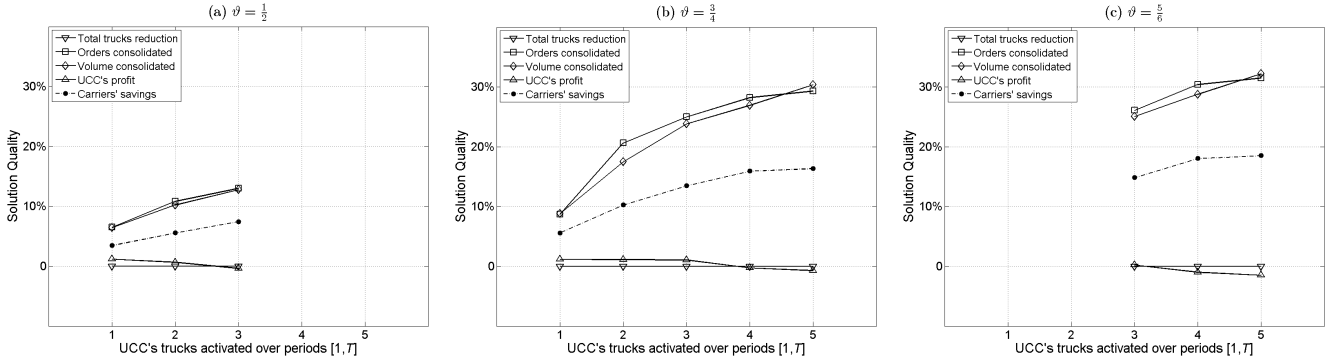 (a) ϑ = 1/2
Total trucks reduction
Orders consolidated
Volume consolidated
UCC's profit
Carriers' savings
30%
20%
10%
0
Solution Quality
1 2 3 4 5
UCC's trucks activated over periods [1,T]
(b) ϑ = 3/4
Total trucks reduction
Orders consolidated
Volume consolidated
UCC's profit
Carriers' savings
30%
20%
10%
0
Solution Quality
1 2 3 4 5
UCC's trucks activated over periods [1,T]
(c) ϑ = 5/6
Total trucks reduction
Orders consolidated
Volume consolidated
UCC's profit
Carriers' savings
30%
20%
10%
0
Solution Quality
1 2 3 4 5
UCC's trucks activated over periods [1,T]